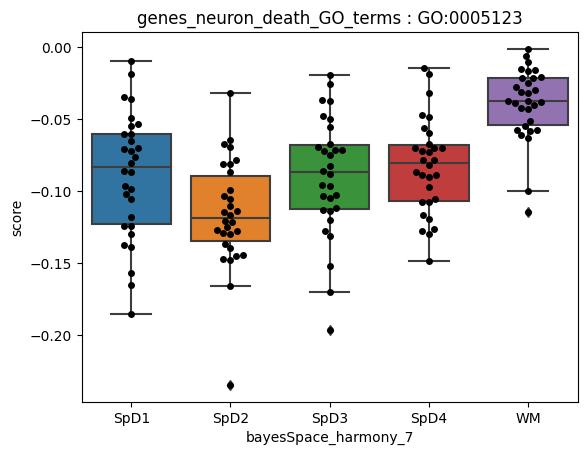 genes_neuron_death_GO_terms : GO:0005123
0.00
−0.05
−0.10
−0.15
−0.20
score
SpD1 SpD2 SpD3 SpD4 WM
bayesSpace_harmony_7